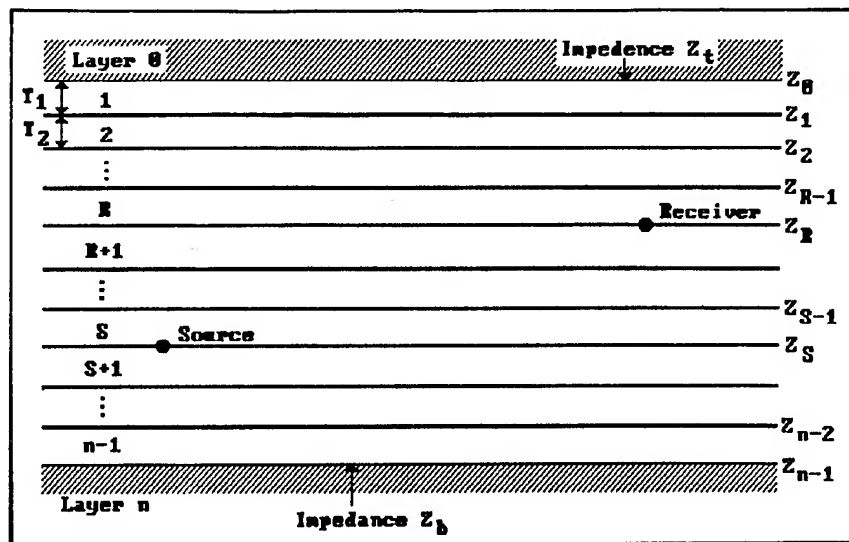 Layer 0 Impedence Z_t
Z_0
T_1 1
Z_1
T_2 2
Z_2
⋮
Z_R-1
R Receiver
Z_R
R+1
⋮
Z_S-1
S Source
Z_S
S+1
⋮
Z_n-2
n-1
Z_n-1
Layer n
Impedance Z_b